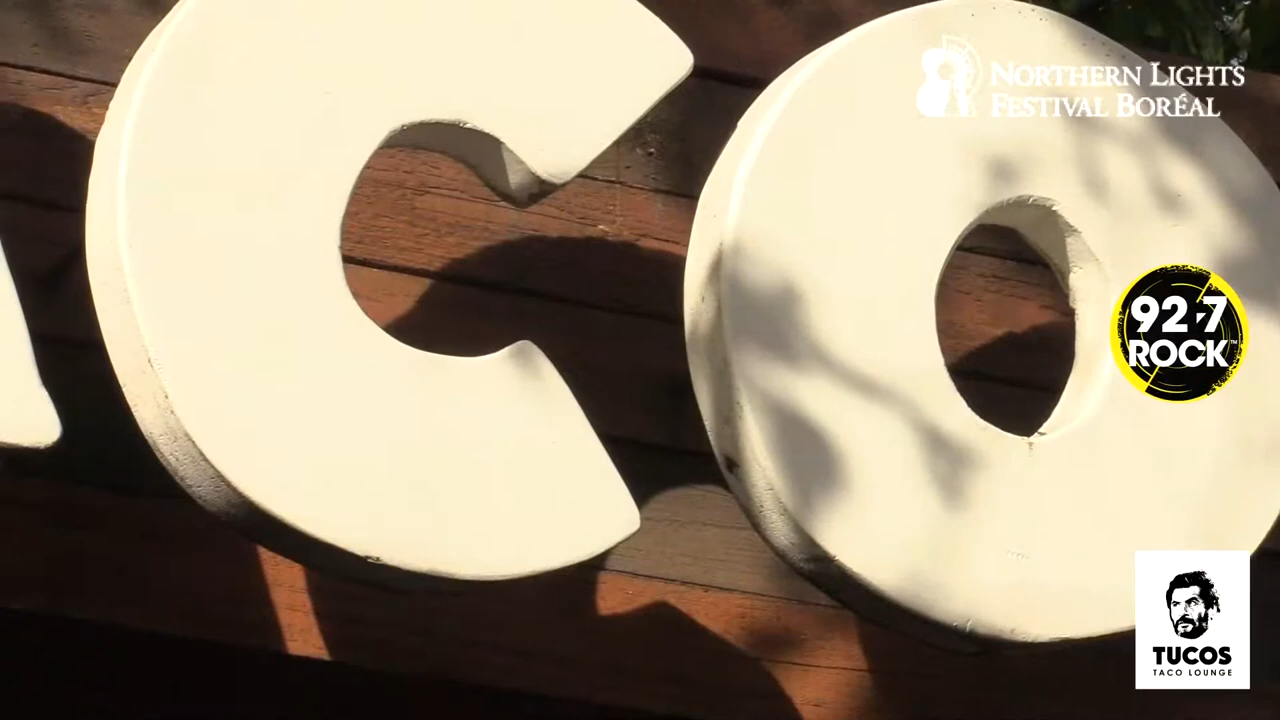 CO
NORTHERN LIGHTS
FESTIVAL BORÉAL
92.7
ROCK
TUCOS
TACO LOUNGE